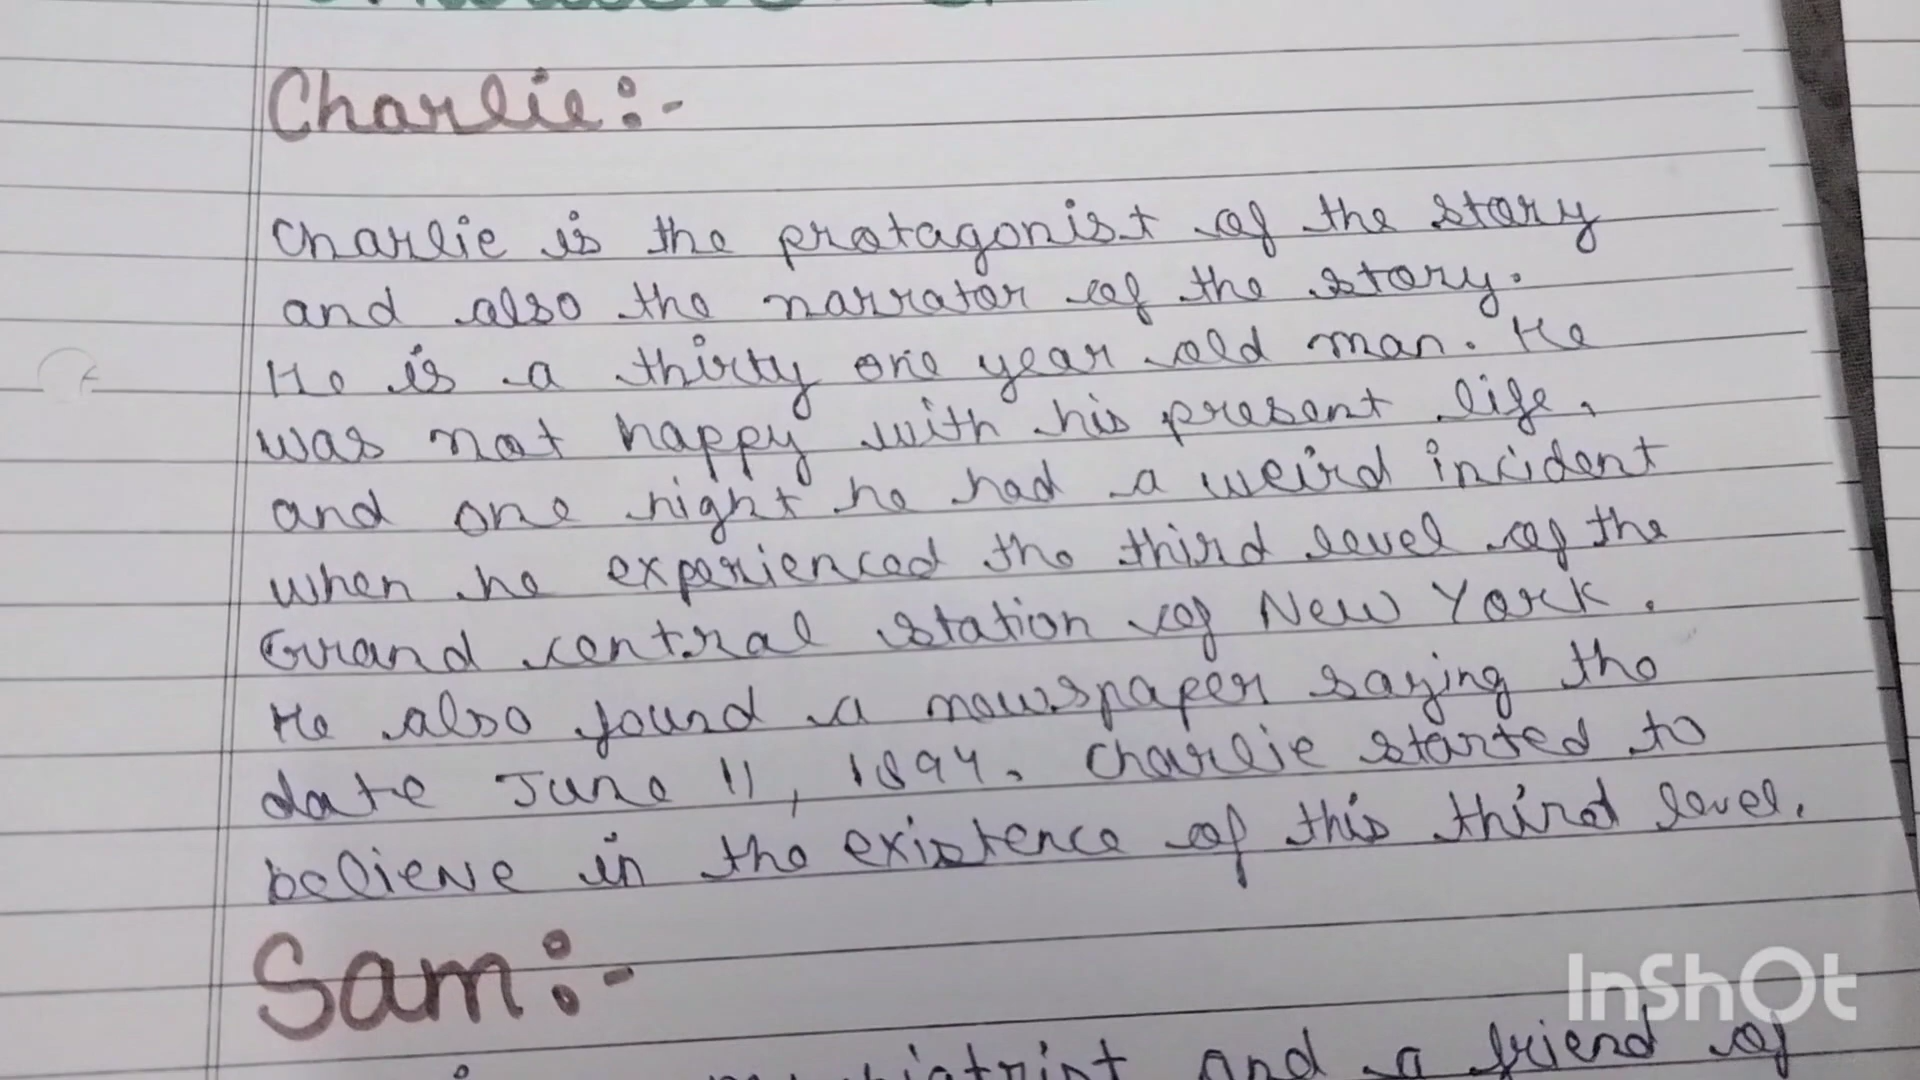 Charlie:-
Charlie is the protagonist of the story
and also the narrator of the story.
He is a thirty one year old man. He
was not happy with his present life.
and one night he had a weird incident
when he experienced the third level of the
Grand central station of New York.
He also found a newspaper saying the
date June 11, 1894. Charlie started to
believe in the existence of this third level.
Sam:-
and a friend of
InShOt